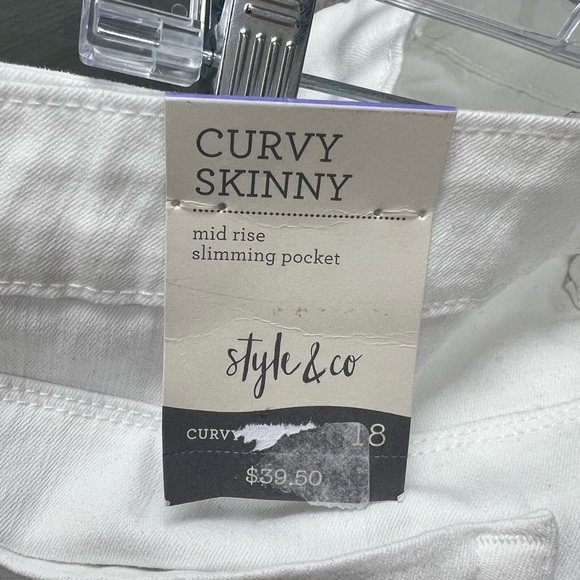 CURVY
SKINNY
mid rise
slimming pocket
style & co
CURVY 18
$39.50